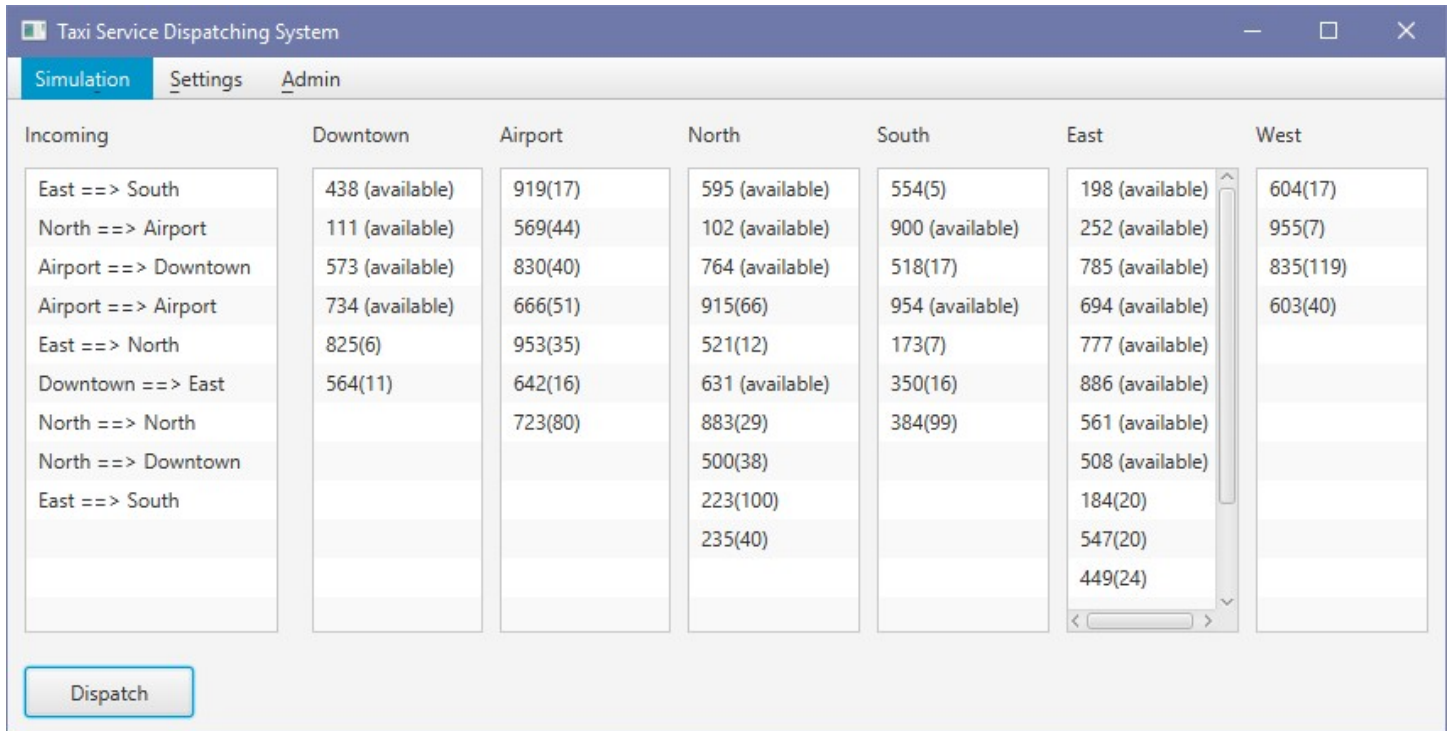 Taxi Service Dispatching System
Simulation Settings Admin
Incoming Downtown Airport North South East West
East ==> South 438 (available) 919(17) 595 (available) 554(5) 198 (available) 604(17)
North ==> Airport 111 (available) 569(44) 102 (available) 900 (available) 252 (available) 955(7)
Airport ==> Downtown 573 (available) 830(40) 764 (available) 518(17) 785 (available) 835(119)
Airport ==> Airport 734 (available) 666(51) 915(66) 954 (available) 694 (available) 603(40)
East ==> North 825(6) 953(35) 521(12) 173(7) 777 (available)
Downtown ==> East 564(11) 642(16) 631 (available) 350(16) 886 (available)
North ==> North 723(80) 883(29) 384(99) 561 (available)
North ==> Downtown 500(38) 508 (available)
East ==> South 223(100) 184(20)
235(40) 547(20)
449(24)
Dispatch